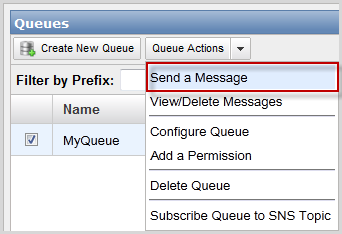 Queues
Create New Queue
Queue Actions
Filter by Prefix:
Send a Message
View/Delete Messages
Configure Queue
Add a Permission
Delete Queue
Subscribe Queue to SNS Topic
Name
MyQueue